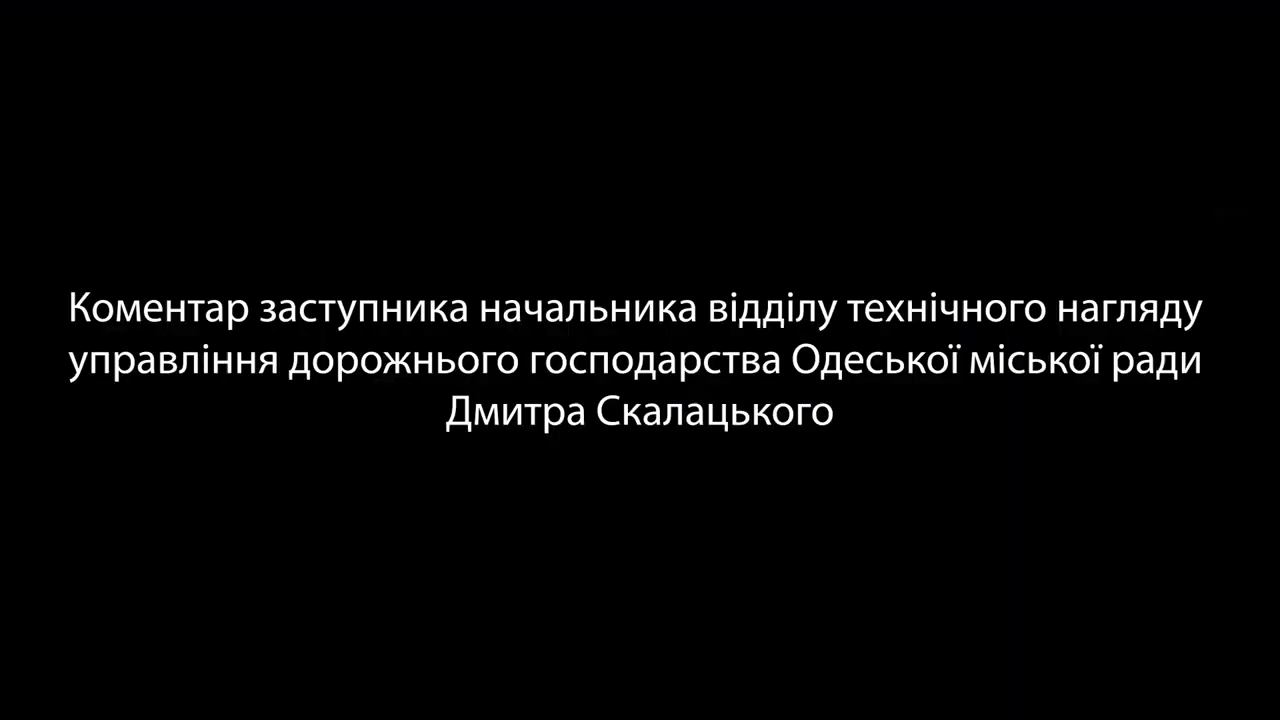 Коментар заступника начальника відділу технічного нагляду
управління дорожнього господарства Одеської міської ради
Дмитра Скалацького